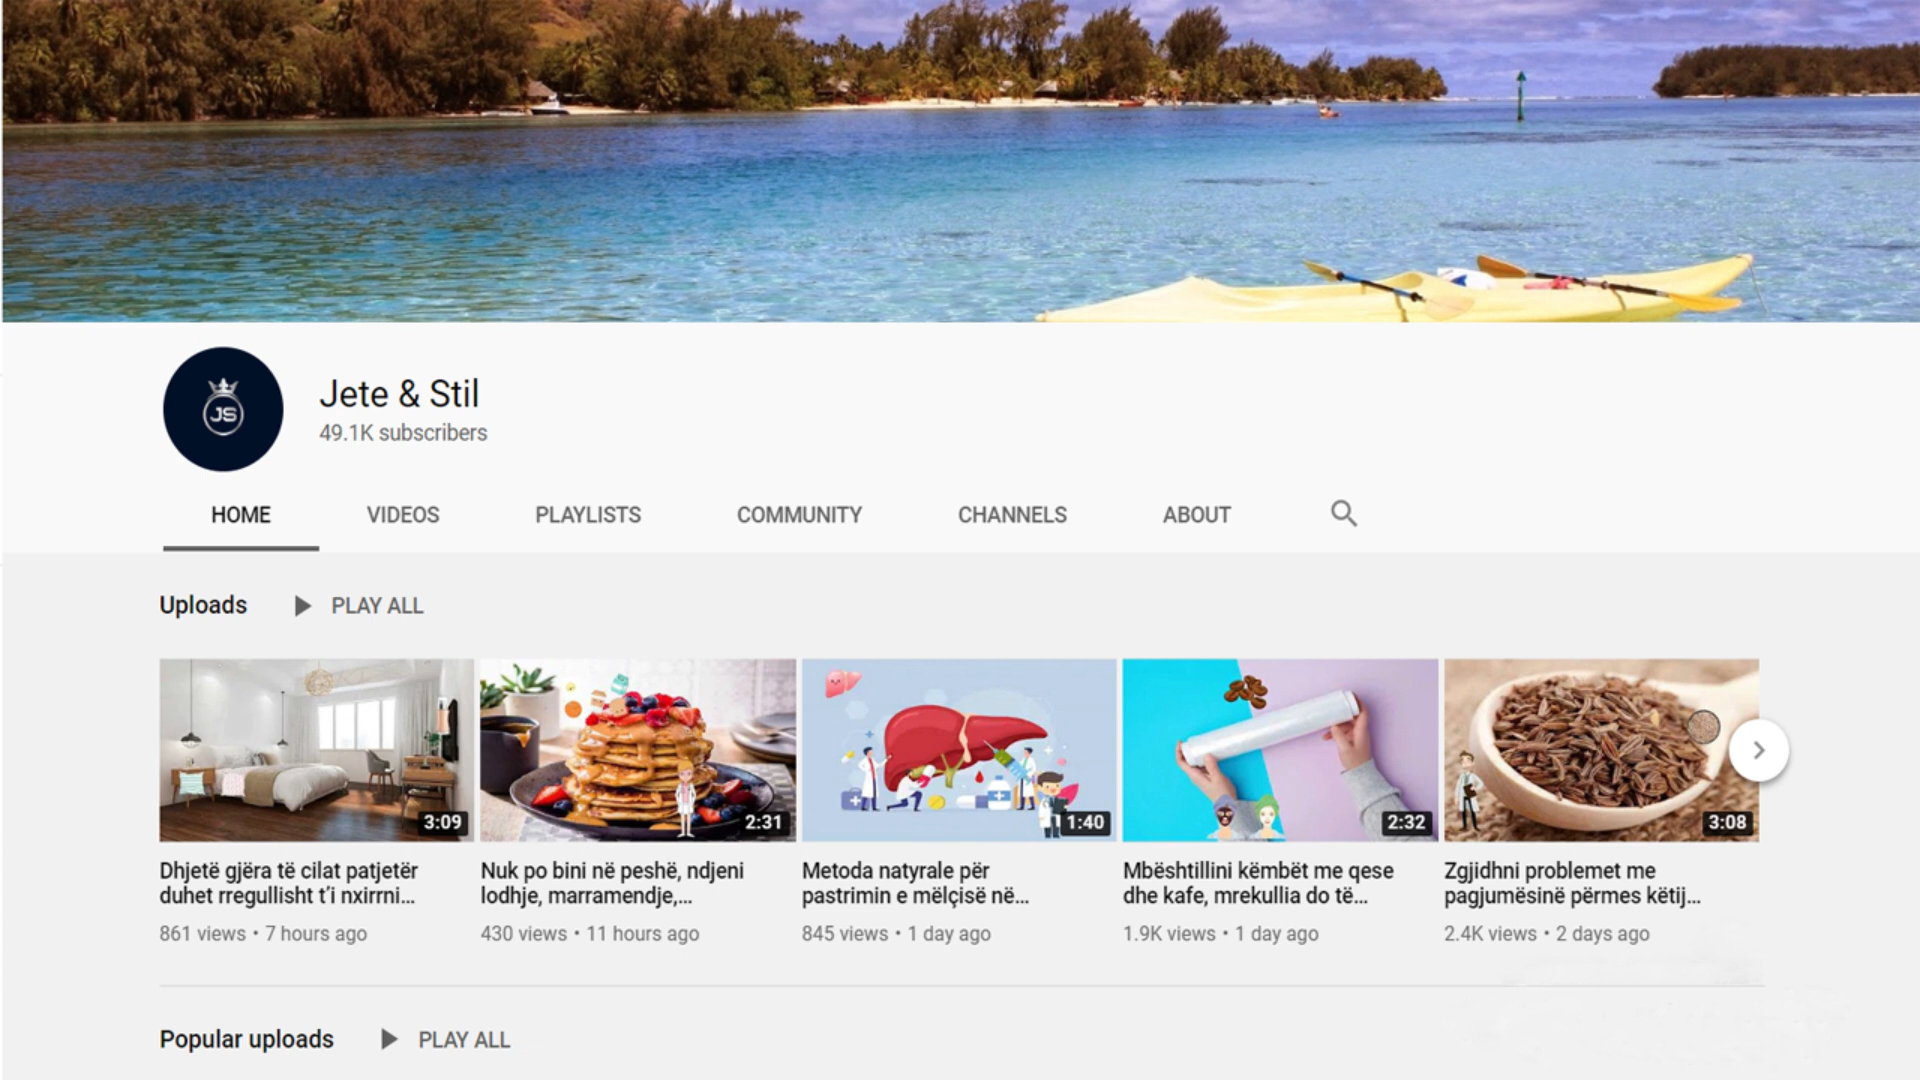 JS
Jete & Stil
49.1K subscribers
HOME VIDEOS PLAYLISTS COMMUNITY CHANNELS ABOUT
Uploads PLAY ALL
3:09 2:31 1:40 2:32 3:08
Dhjetë gjëra të cilat patjetër
duhet rregullisht t’i nxirrni...
861 views • 7 hours ago
Nuk po bini në peshë, ndjeni
lodhje, marramendje,...
430 views • 11 hours ago
Metoda natyrale për
pastrimin e mëlçisë në...
845 views • 1 day ago
Mbështillini këmbët me qese
dhe kafe, mrekullia do të...
1.9K views • 1 day ago
Zgjidhni problemet me
pagjumësinë përmes këtij...
2.4K views • 2 days ago
Popular uploads PLAY ALL